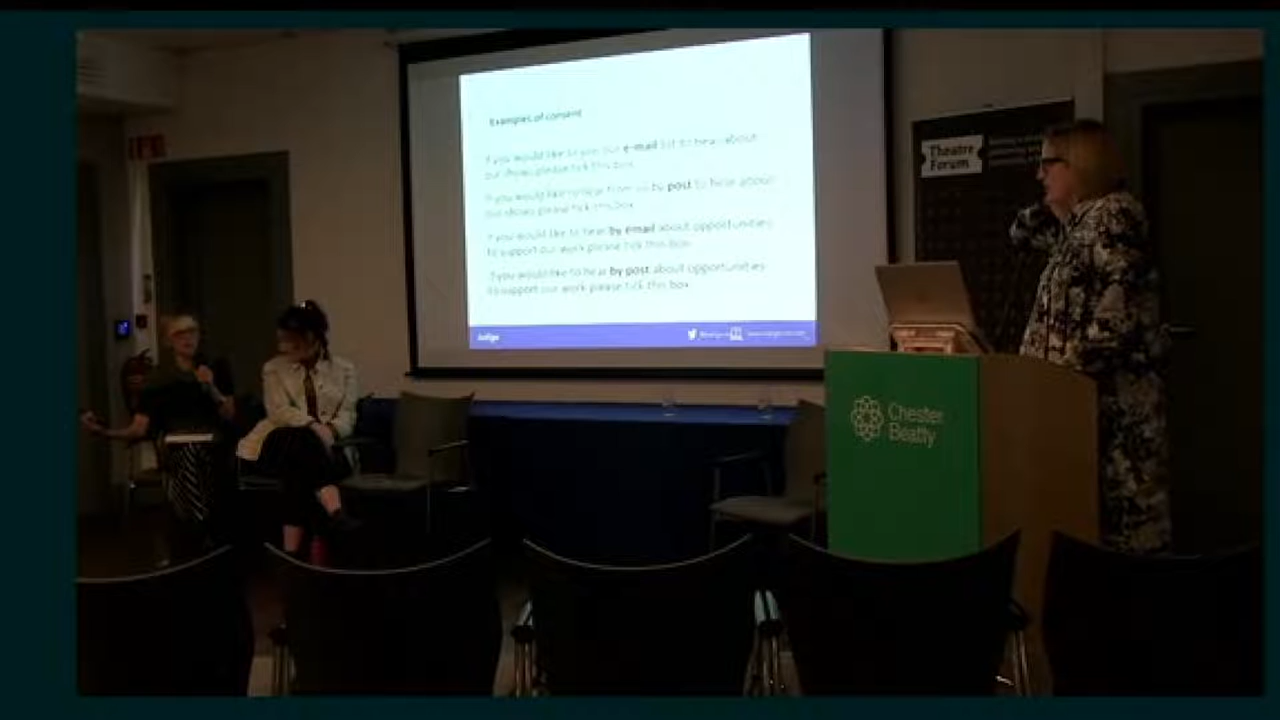 Examples of consent
If you would like to join our e-mail list to hear about
our shows please tick this box.
If you would like to hear from us by post to hear about
our shows please tick this box.
If you would like to hear by e-mail about opportunities
to support our work please tick this box.
If you would like to hear by post about opportunities
to support our work please tick this box.
Theatre
Forum
Chester
Beatty